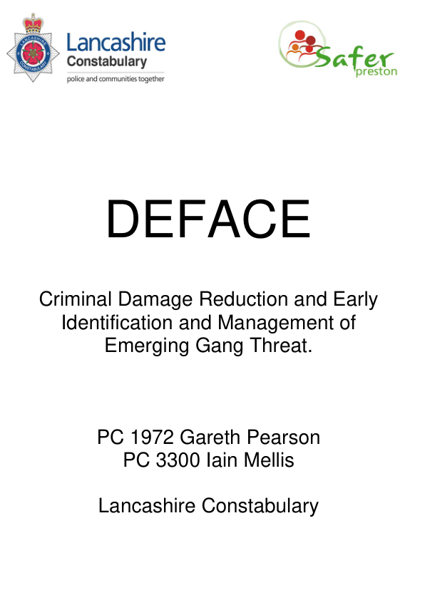 Lancashire
Constabulary
police and communities together
Safer
preston
DEFACE
Criminal Damage Reduction and Early
Identification and Management of
Emerging Gang Threat.
PC 1972 Gareth Pearson
PC 3300 Iain Mellis
Lancashire Constabulary